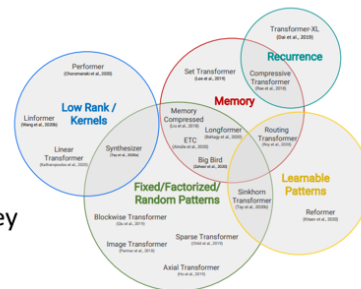 Transformer-XL
(Dai et al., 2019)
Recurrence
Performer
(Choromanski et al., 2020)
Set Transformer
(Lee et al., 2019)
Compressive
Transformer
(Rae et al., 2018)
Memory
Low Rank /
Kernels
Memory
Compressed
(Liu et al., 2018)
Linformer
(Wang et al., 2020b)
Longformer
(Beltagy et al., 2020)
Routing
Transformer
(Roy et al., 2020)
ETC
(Ainslie et al., 2020)
Synthesizer
(Tay et al., 2020a)
Linear
Transformer
(Katharopoulos et al., 2020)
Big Bird
(Zaheer et al., 2020)
Learnable
Patterns
Fixed/Factorized/
Random Patterns
Sinkhorn
Transformer
(Tay et al., 2020b)
ey
Blockwise Transformer
(Qiu et al., 2019)
Reformer
(Kitaev et al., 2020)
Sparse Transformer
(Child et al., 2019)
Image Transformer
(Parmar et al., 2018)
Axial Transformer
(Ho et al., 2019)